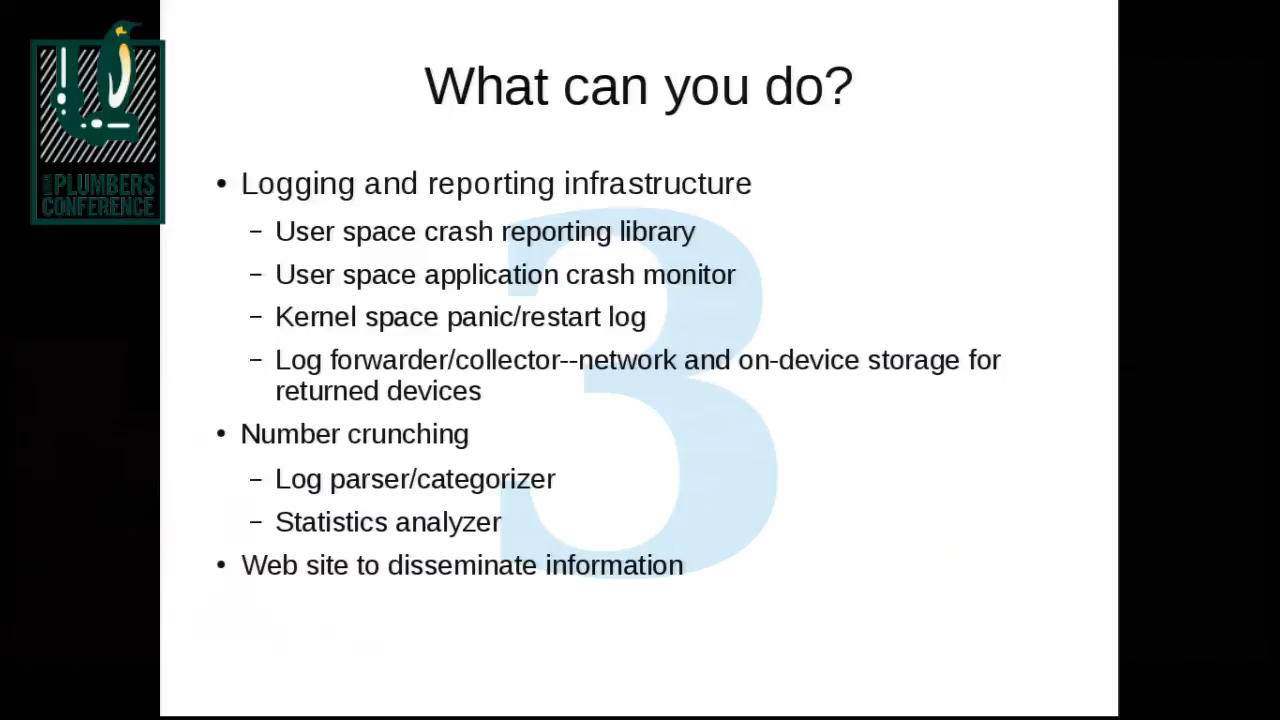 What can you do?
PLUMBERS
CONFERENCE
• Logging and reporting infrastructure
– User space crash reporting library
– User space application crash monitor
– Kernel space panic/restart log
– Log forwarder/collector--network and on-device storage for
returned devices
• Number crunching
– Log parser/categorizer
– Statistics analyzer
• Web site to disseminate information
3